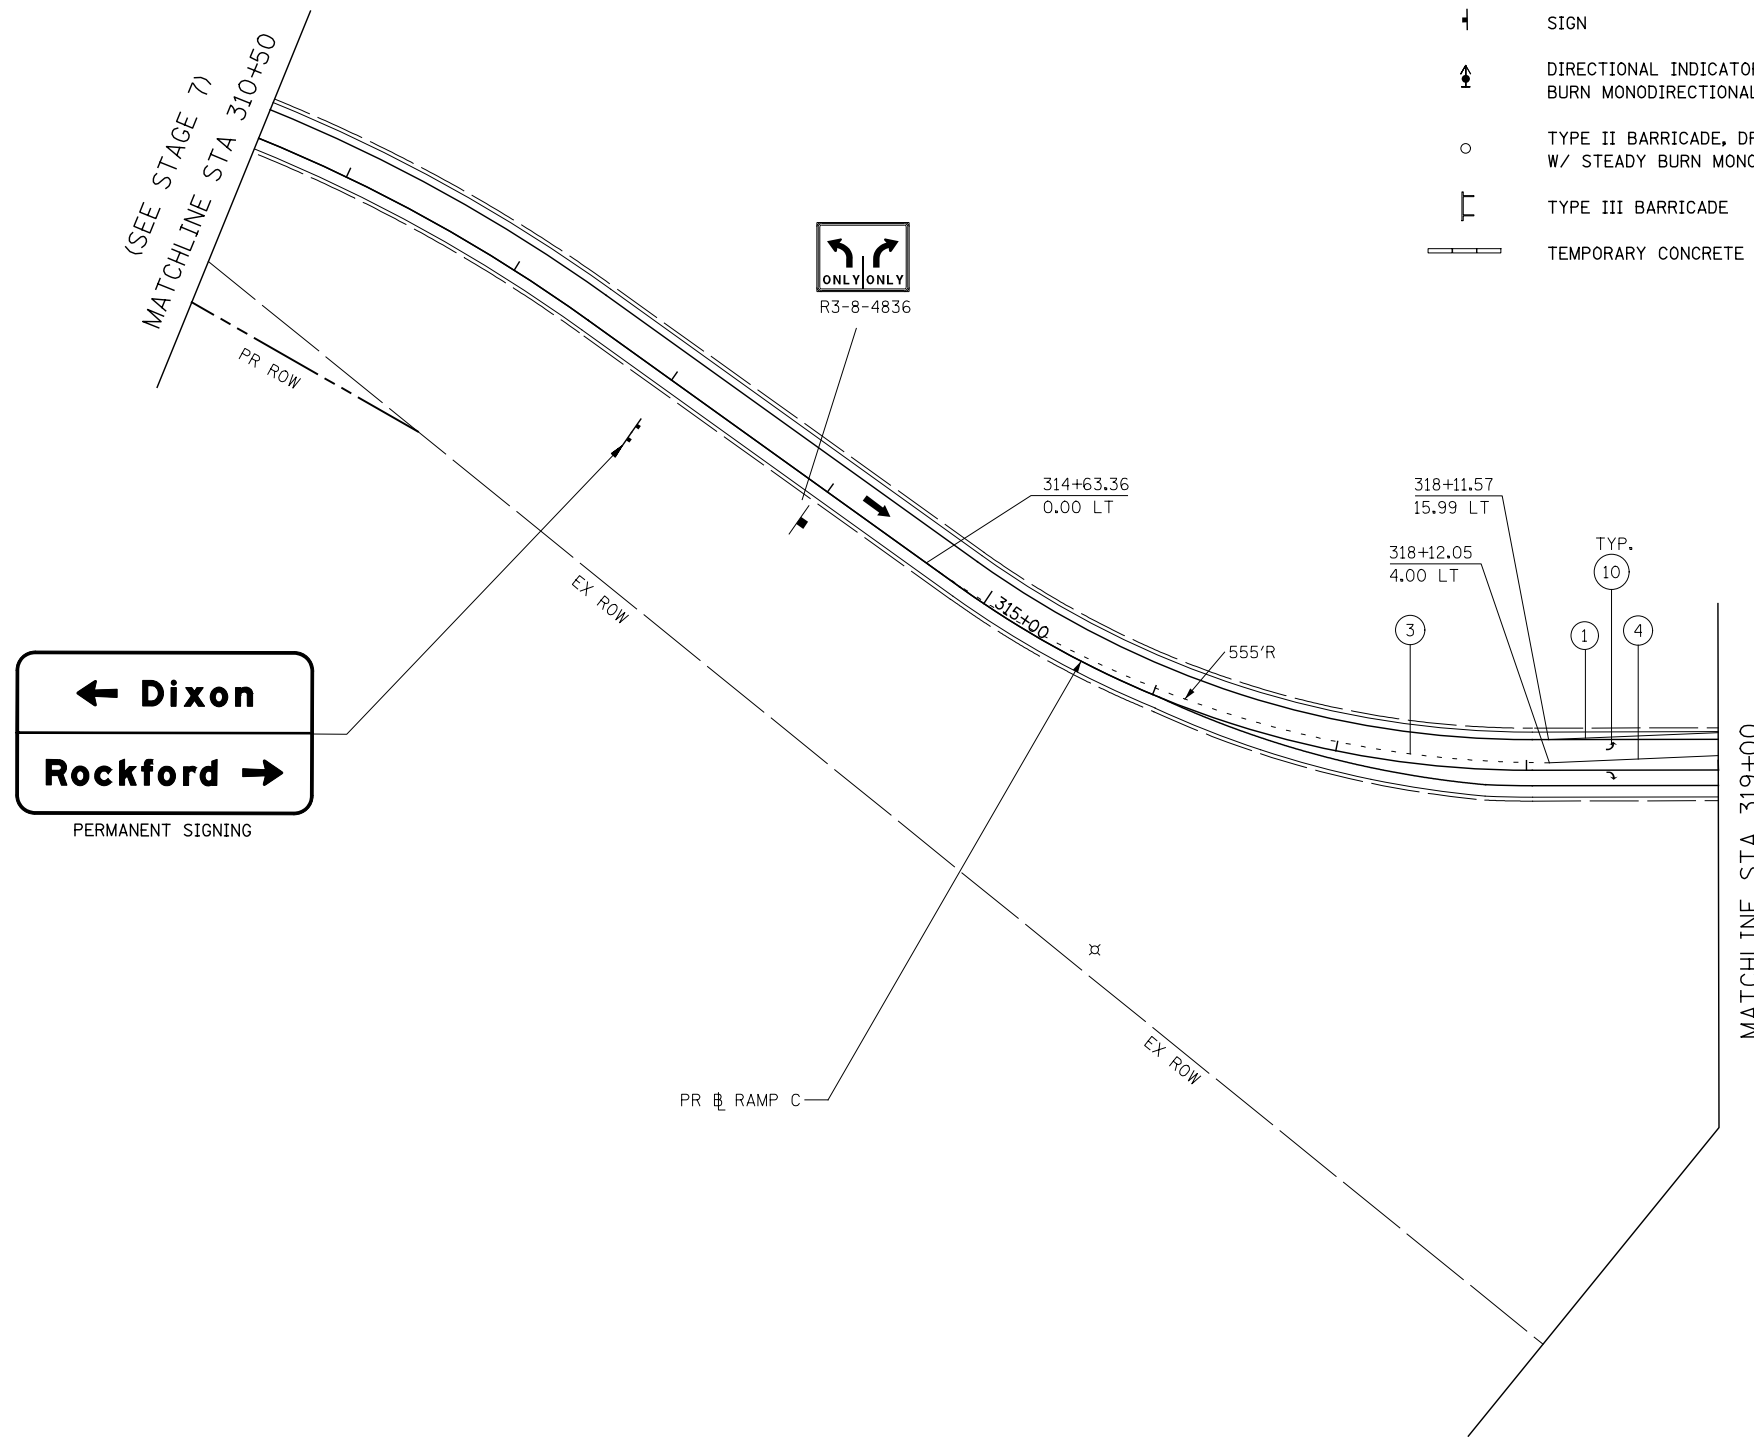 SIGN
DIRECTIONAL INDICATO
BURN MONODIRECTIONAL
TYPE II BARRICADE, D
W/ STEADY BURN MONO
TYPE III BARRICADE
TEMPORARY CONCRETE
(SEE STAGE 7)
MATCHLINE STA 310+50
PR ROW
ONLY ONLY
R3-8-4836
314+63.36
0.00 LT
318+11.57
15.99 LT
318+12.05
4.00 LT
TYP.
10
3
1
4
EX ROW
315+00
555'R
← Dixon
Rockford →
PERMANENT SIGNING
MATCHLINE STA 319+00
EX ROW
PR BL RAMP C